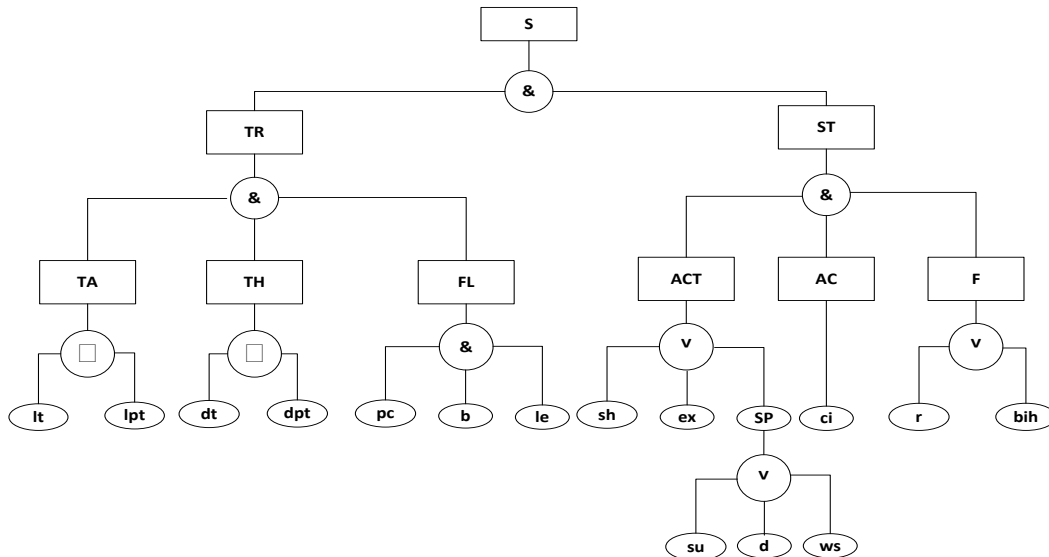 S
&
TR
ST
&
&
TA
TH
FL
ACT
AC
F
&
v
v
lt
lpt
dt
dpt
pc
b
le
sh
ex
SP
ci
r
bih
v
su
d
ws